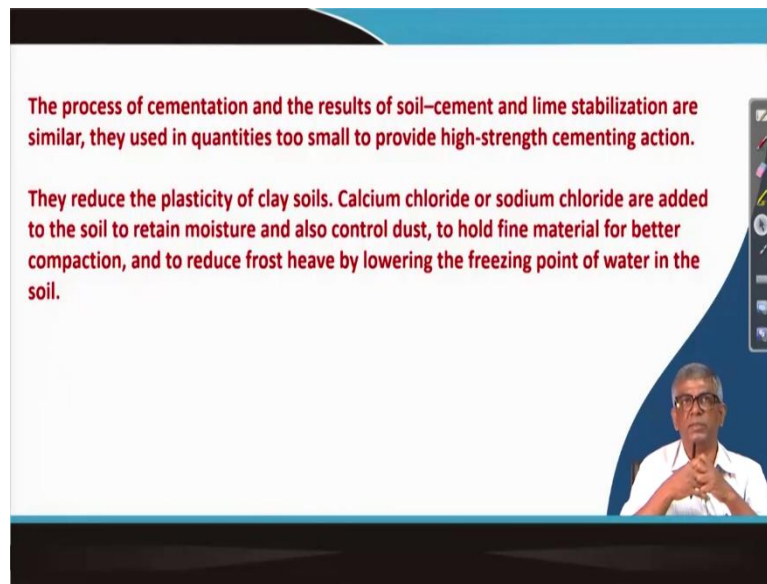 The process of cementation and the results of soil–cement and lime stabilization are
similar, they used in quantities too small to provide high-strength cementing action.
They reduce the plasticity of clay soils. Calcium chloride or sodium chloride are added
to the soil to retain moisture and also control dust, to hold fine material for better
compaction, and to reduce frost heave by lowering the freezing point of water in the
soil.